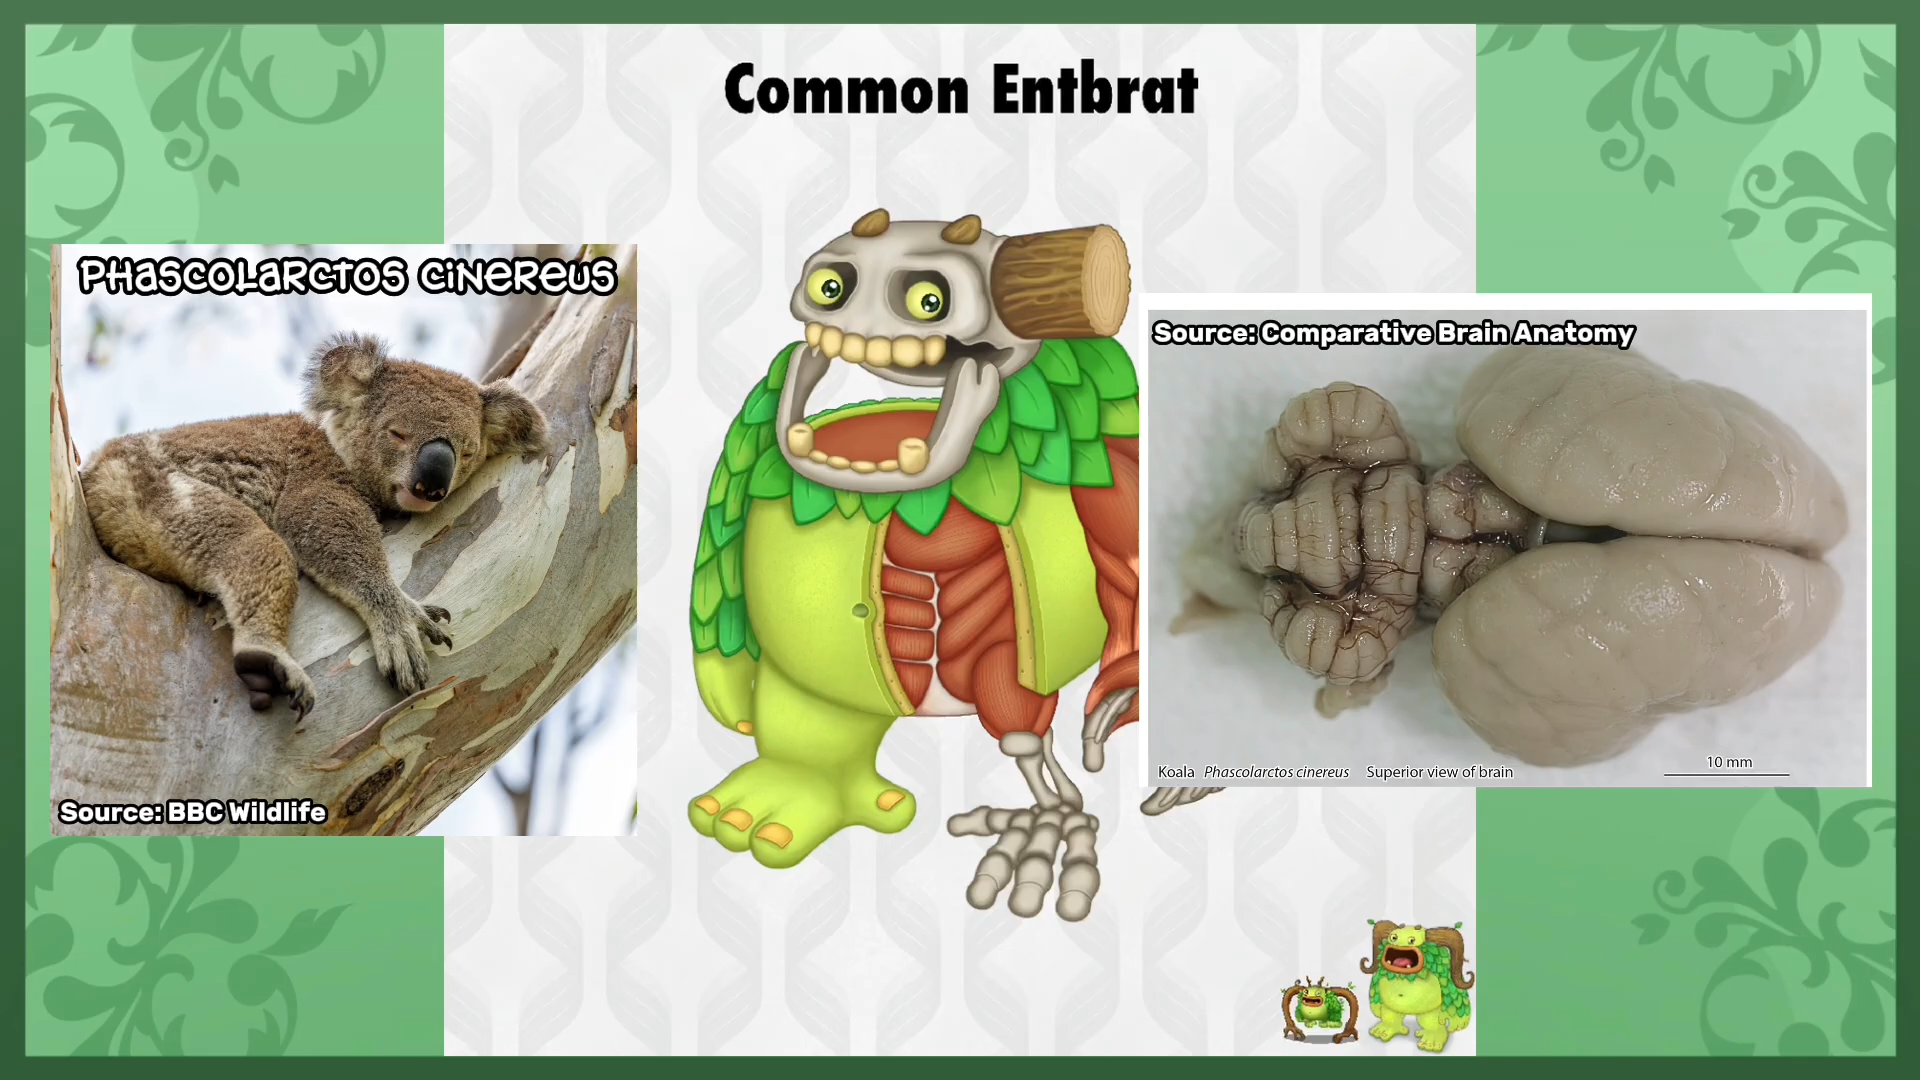 Common Entbrat
Phascolarctos cinereus
Source: BBC Wildlife
Source: Comparative Brain Anatomy
Koala Phascolarctos cinereus Superior view of brain
10 mm